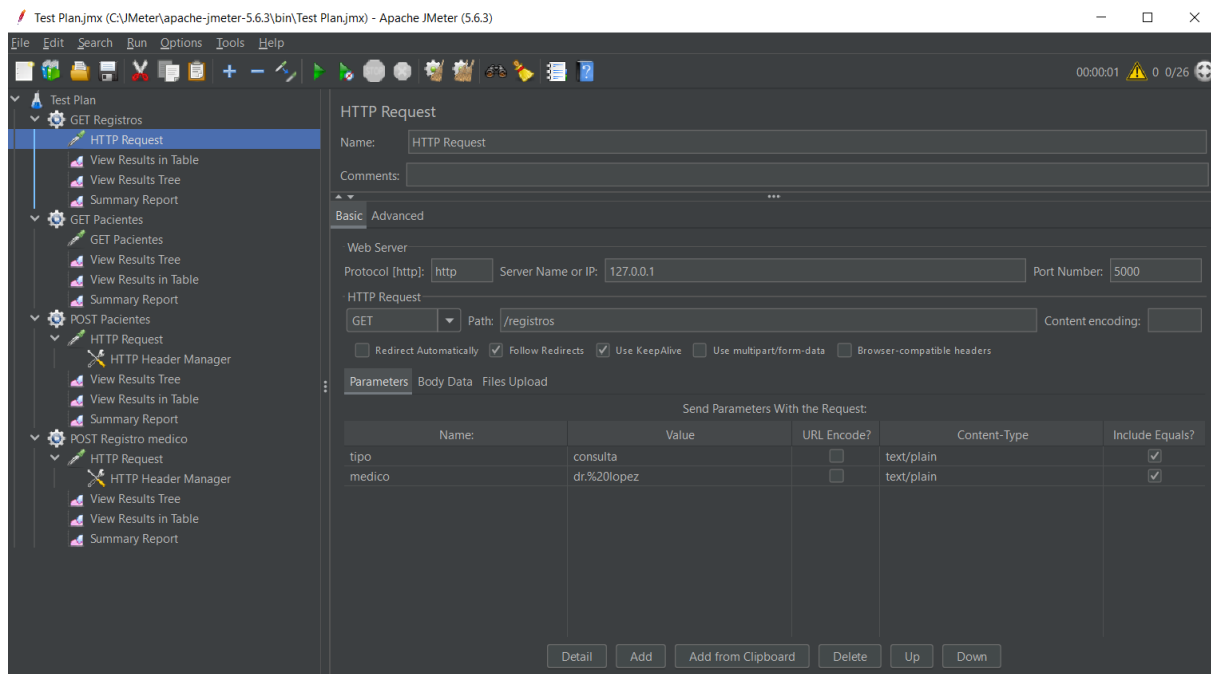 Test Plan.jmx (C:\JMeter\apache-jmeter-5.6.3\bin\Test Plan.jmx) - Apache JMeter (5.6.3)
File Edit Search Run Options Tools Help
00:00:01 0 0/26
Test Plan
GET Registros
HTTP Request
View Results in Table
View Results Tree
Summary Report
GET Pacientes
GET Pacientes
View Results Tree
View Results in Table
Summary Report
POST Pacientes
HTTP Request
HTTP Header Manager
View Results Tree
View Results in Table
Summary Report
POST Registro medico
HTTP Request
HTTP Header Manager
View Results Tree
View Results in Table
Summary Report
HTTP Request
Name: HTTP Request
Comments:
Basic Advanced
Web Server
Protocol [http]: http Server Name or IP: 127.0.0.1 Port Number: 5000
HTTP Request
GET Path: /registros Content encoding:
Redirect Automatically Follow Redirects Use KeepAlive Use multipart/form-data Browser-compatible headers
Parameters Body Data Files Upload
Send Parameters With the Request:
Name: Value URL Encode? Content-Type Include Equals?
tipo consulta text/plain
medico dr.%20lopez text/plain
Detail Add Add from Clipboard Delete Up Down